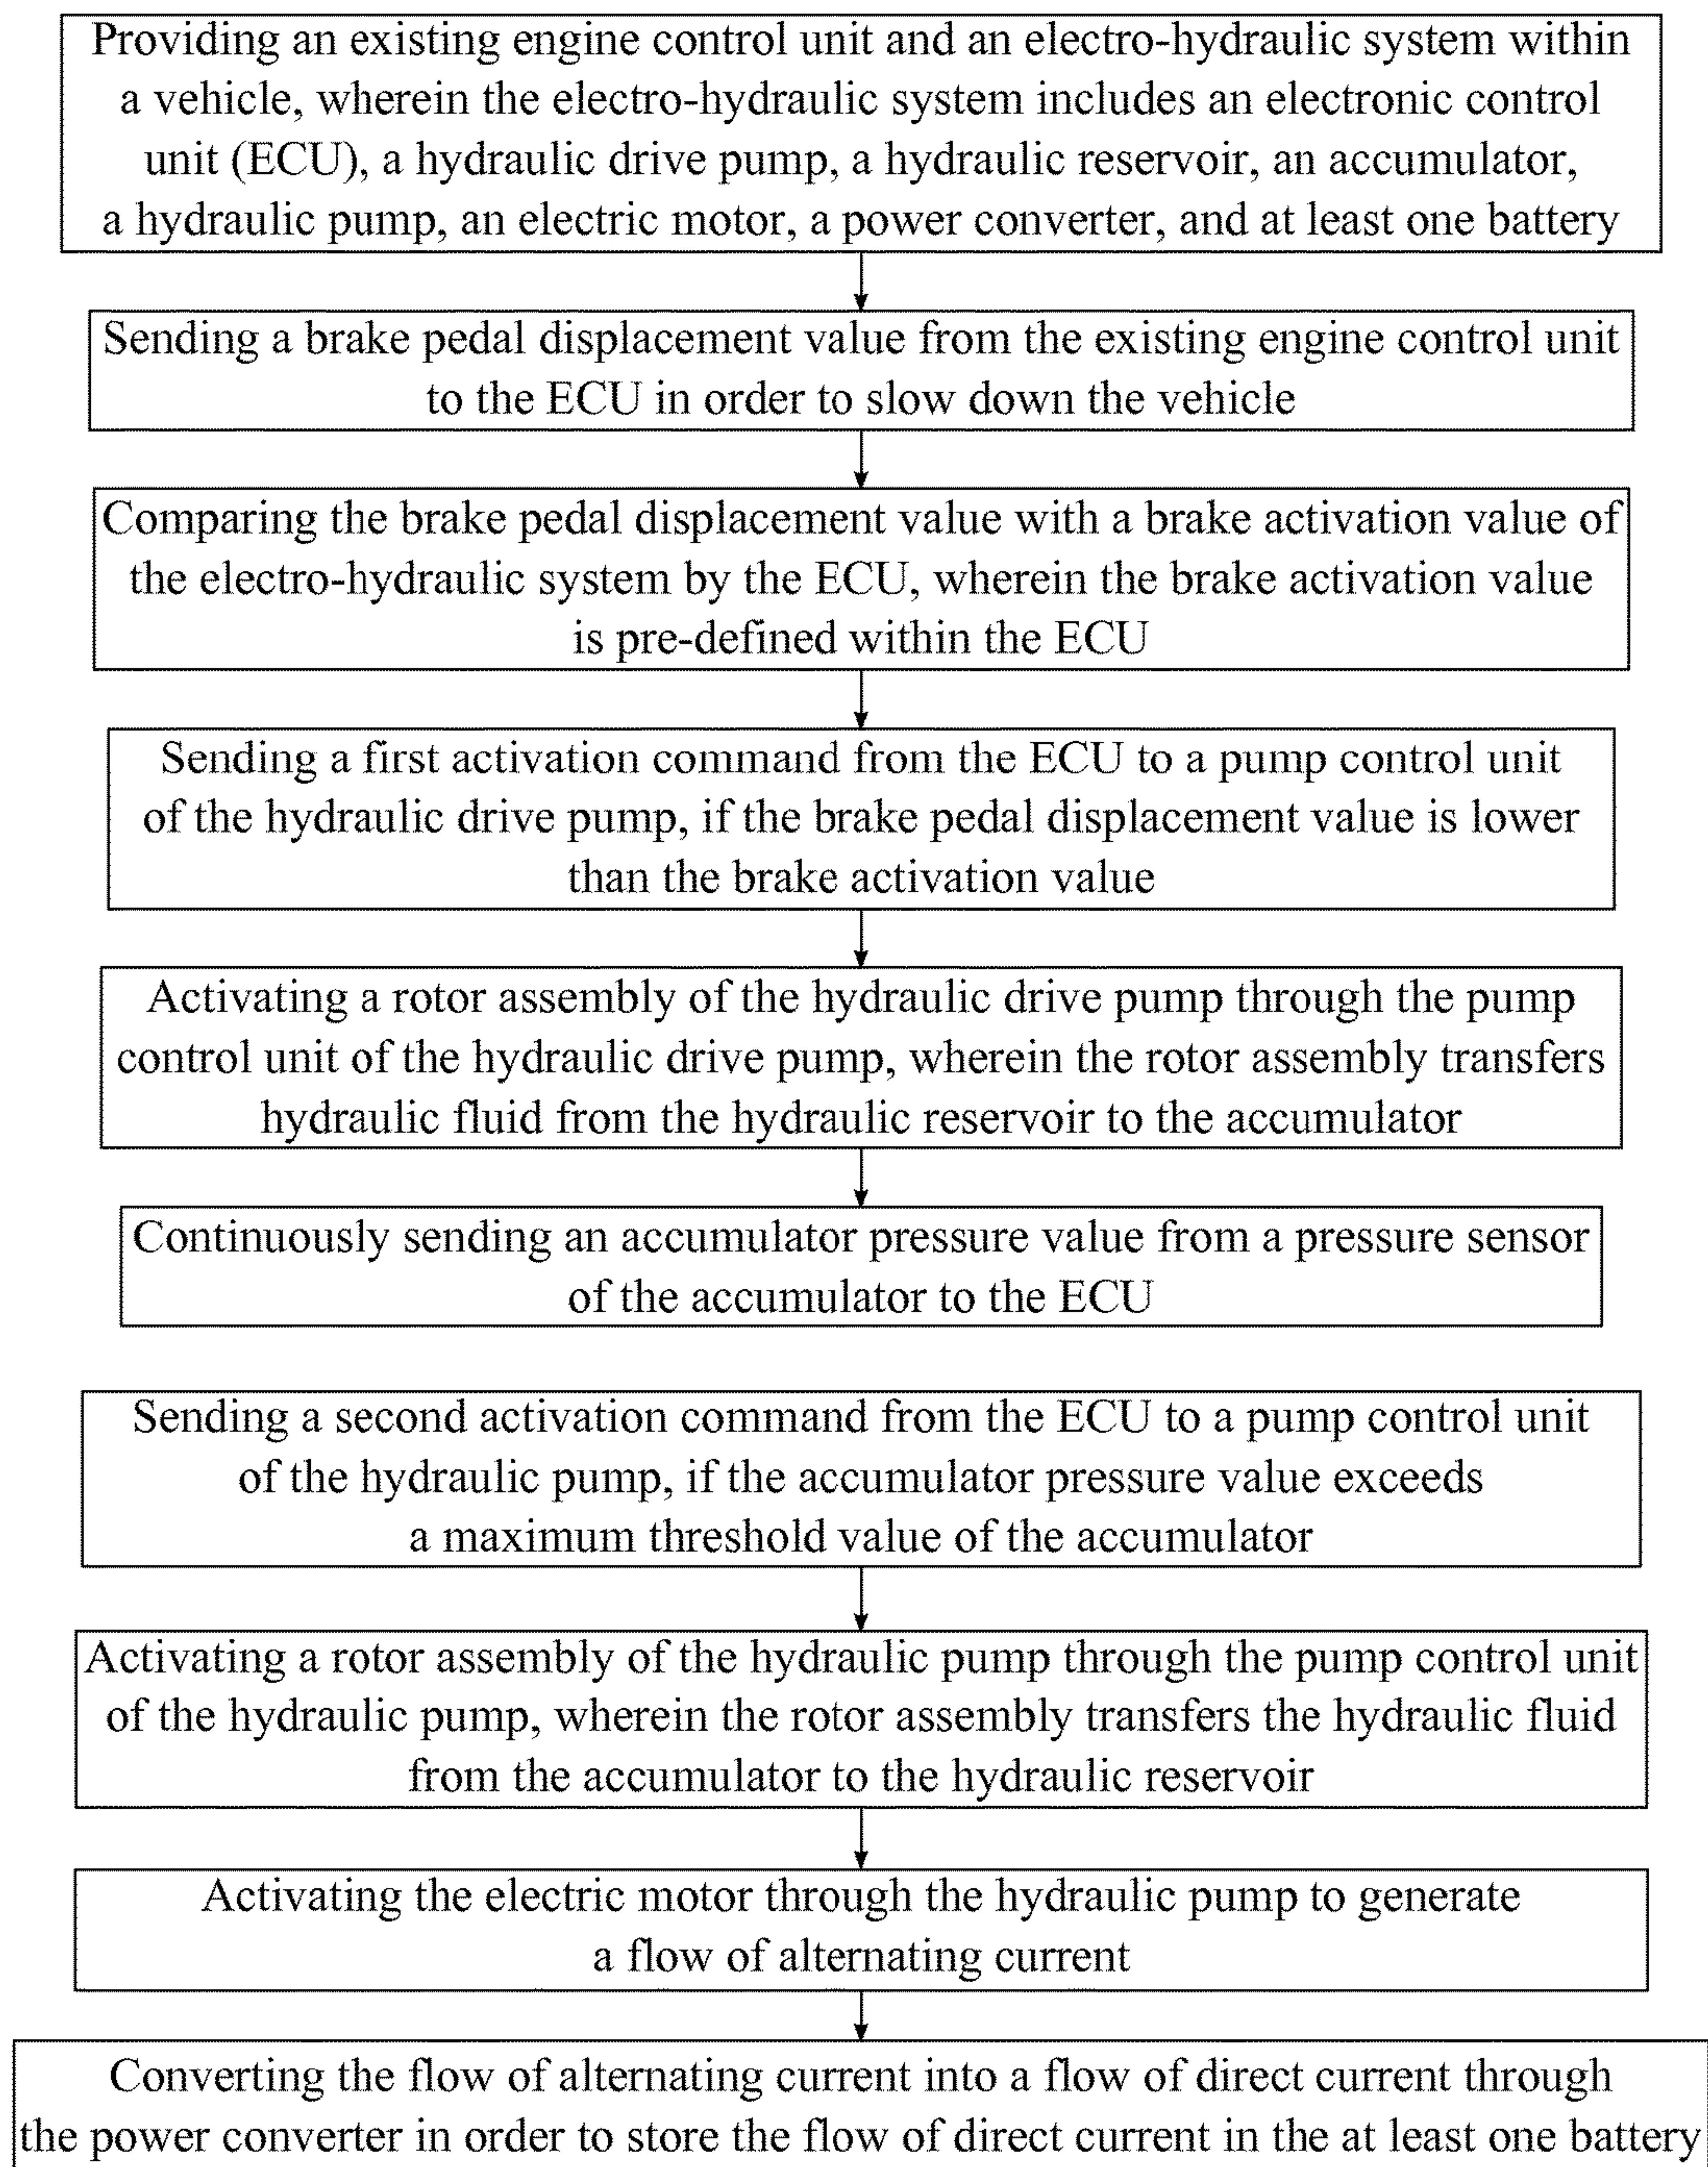 Providing an existing engine control unit and an electro-hydraulic system within
a vehicle, wherein the electro-hydraulic system includes an electronic control
unit (ECU), a hydraulic drive pump, a hydraulic reservoir, an accumulator,
a hydraulic pump, an electric motor, a power converter, and at least one battery
Sending a brake pedal displacement value from the existing engine control unit
to the ECU in order to slow down the vehicle
Comparing the brake pedal displacement value with a brake activation value of
the electro-hydraulic system by the ECU, wherein the brake activation value
is pre-defined within the ECU
Sending a first activation command from the ECU to a pump control unit
of the hydraulic drive pump, if the brake pedal displacement value is lower
than the brake activation value
Activating a rotor assembly of the hydraulic drive pump through the pump
control unit of the hydraulic drive pump, wherein the rotor assembly transfers
hydraulic fluid from the hydraulic reservoir to the accumulator
Continuously sending an accumulator pressure value from a pressure sensor
of the accumulator to the ECU
Sending a second activation command from the ECU to a pump control unit
of the hydraulic pump, if the accumulator pressure value exceeds
a maximum threshold value of the accumulator
Activating a rotor assembly of the hydraulic pump through the pump control unit
of the hydraulic pump, wherein the rotor assembly transfers the hydraulic fluid
from the accumulator to the hydraulic reservoir
Activating the electric motor through the hydraulic pump to generate
a flow of alternating current
Converting the flow of alternating current into a flow of direct current through
the power converter in order to store the flow of direct current in the at least one battery